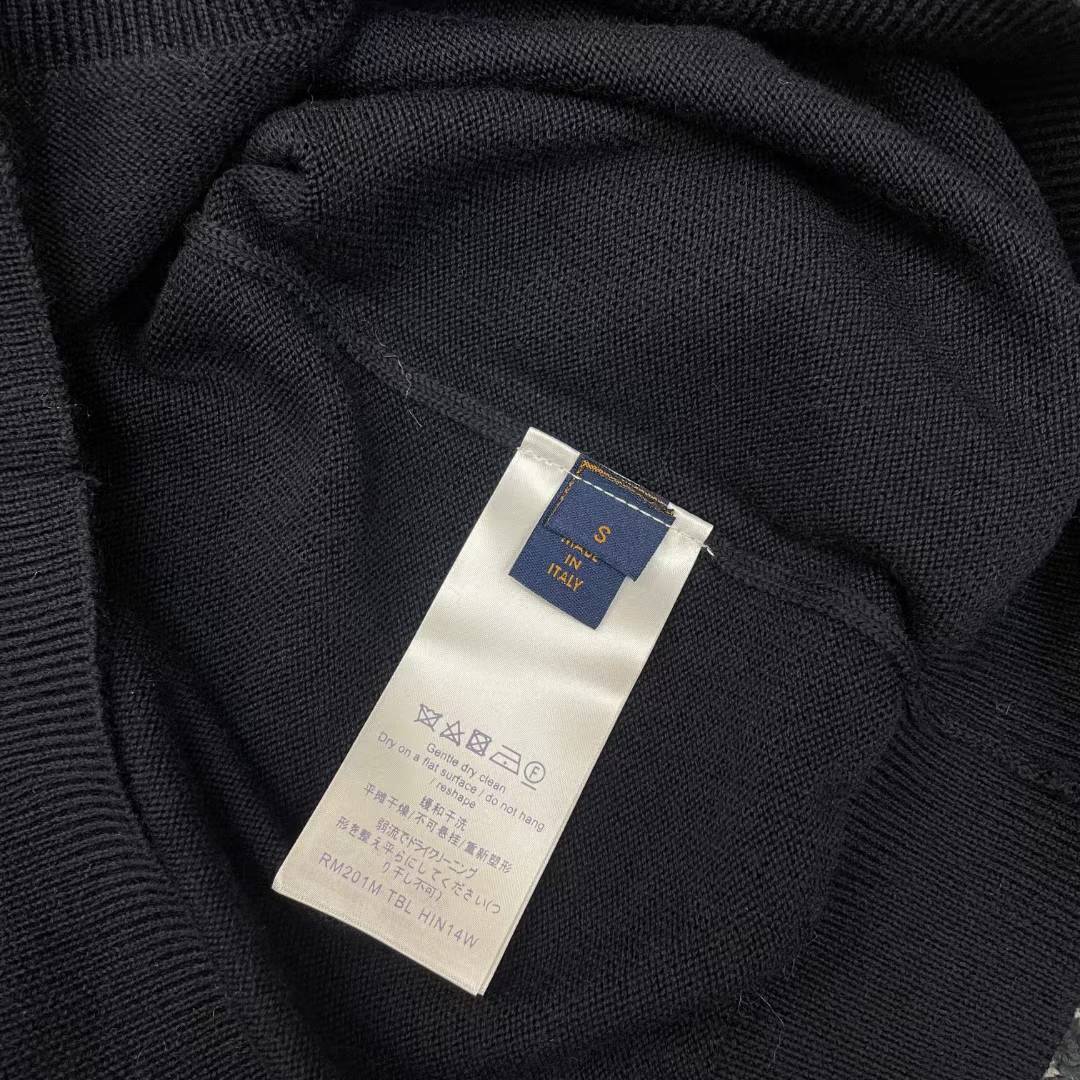 S
MADE
IN
ITALY
Gentle dry clean
Dry on a flat surface / do not hang
/ reshape
缓和干洗
平摊干燥/不可悬挂/重新塑形
弱流でドライクリーニング
形を整え平らにしてください(つ
り干し不可)
RM201M TBL HIN14W